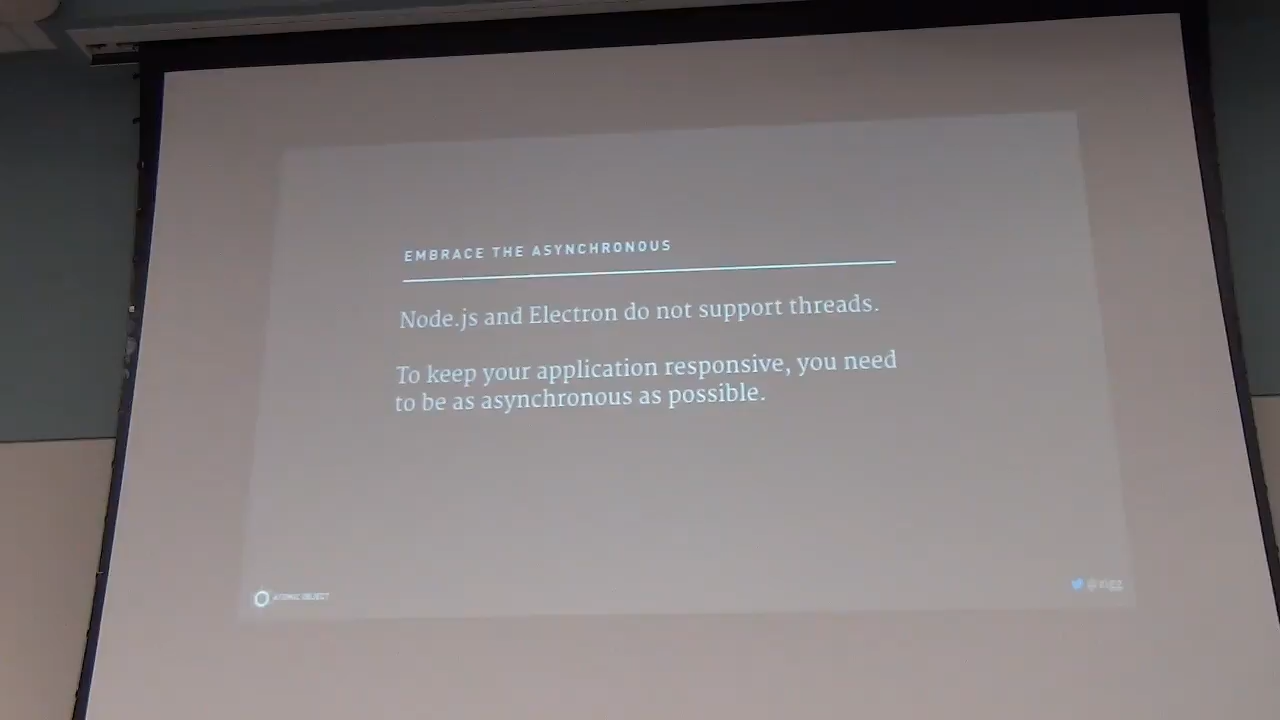 EMBRACE THE ASYNCHRONOUS
Node.js and Electron do not support threads.
To keep your application responsive, you need
to be as asynchronous as possible.
ATOMIC OBJECT